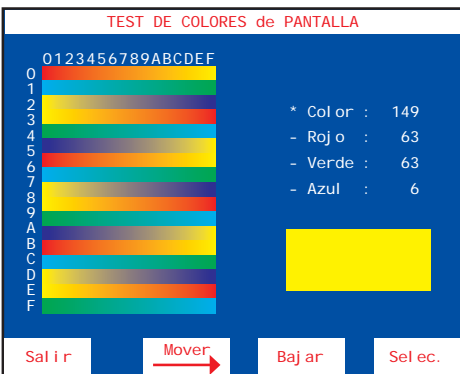 TEST DE COLORES de PANTALLA
0123456789ABCDEF
0
1
2
3
4
5
6
7
8
9
A
B
C
D
E
F
* Color : 149
- Rojo : 63
- Verde : 63
- Azul : 6
Salir Mover Bajar Selec.